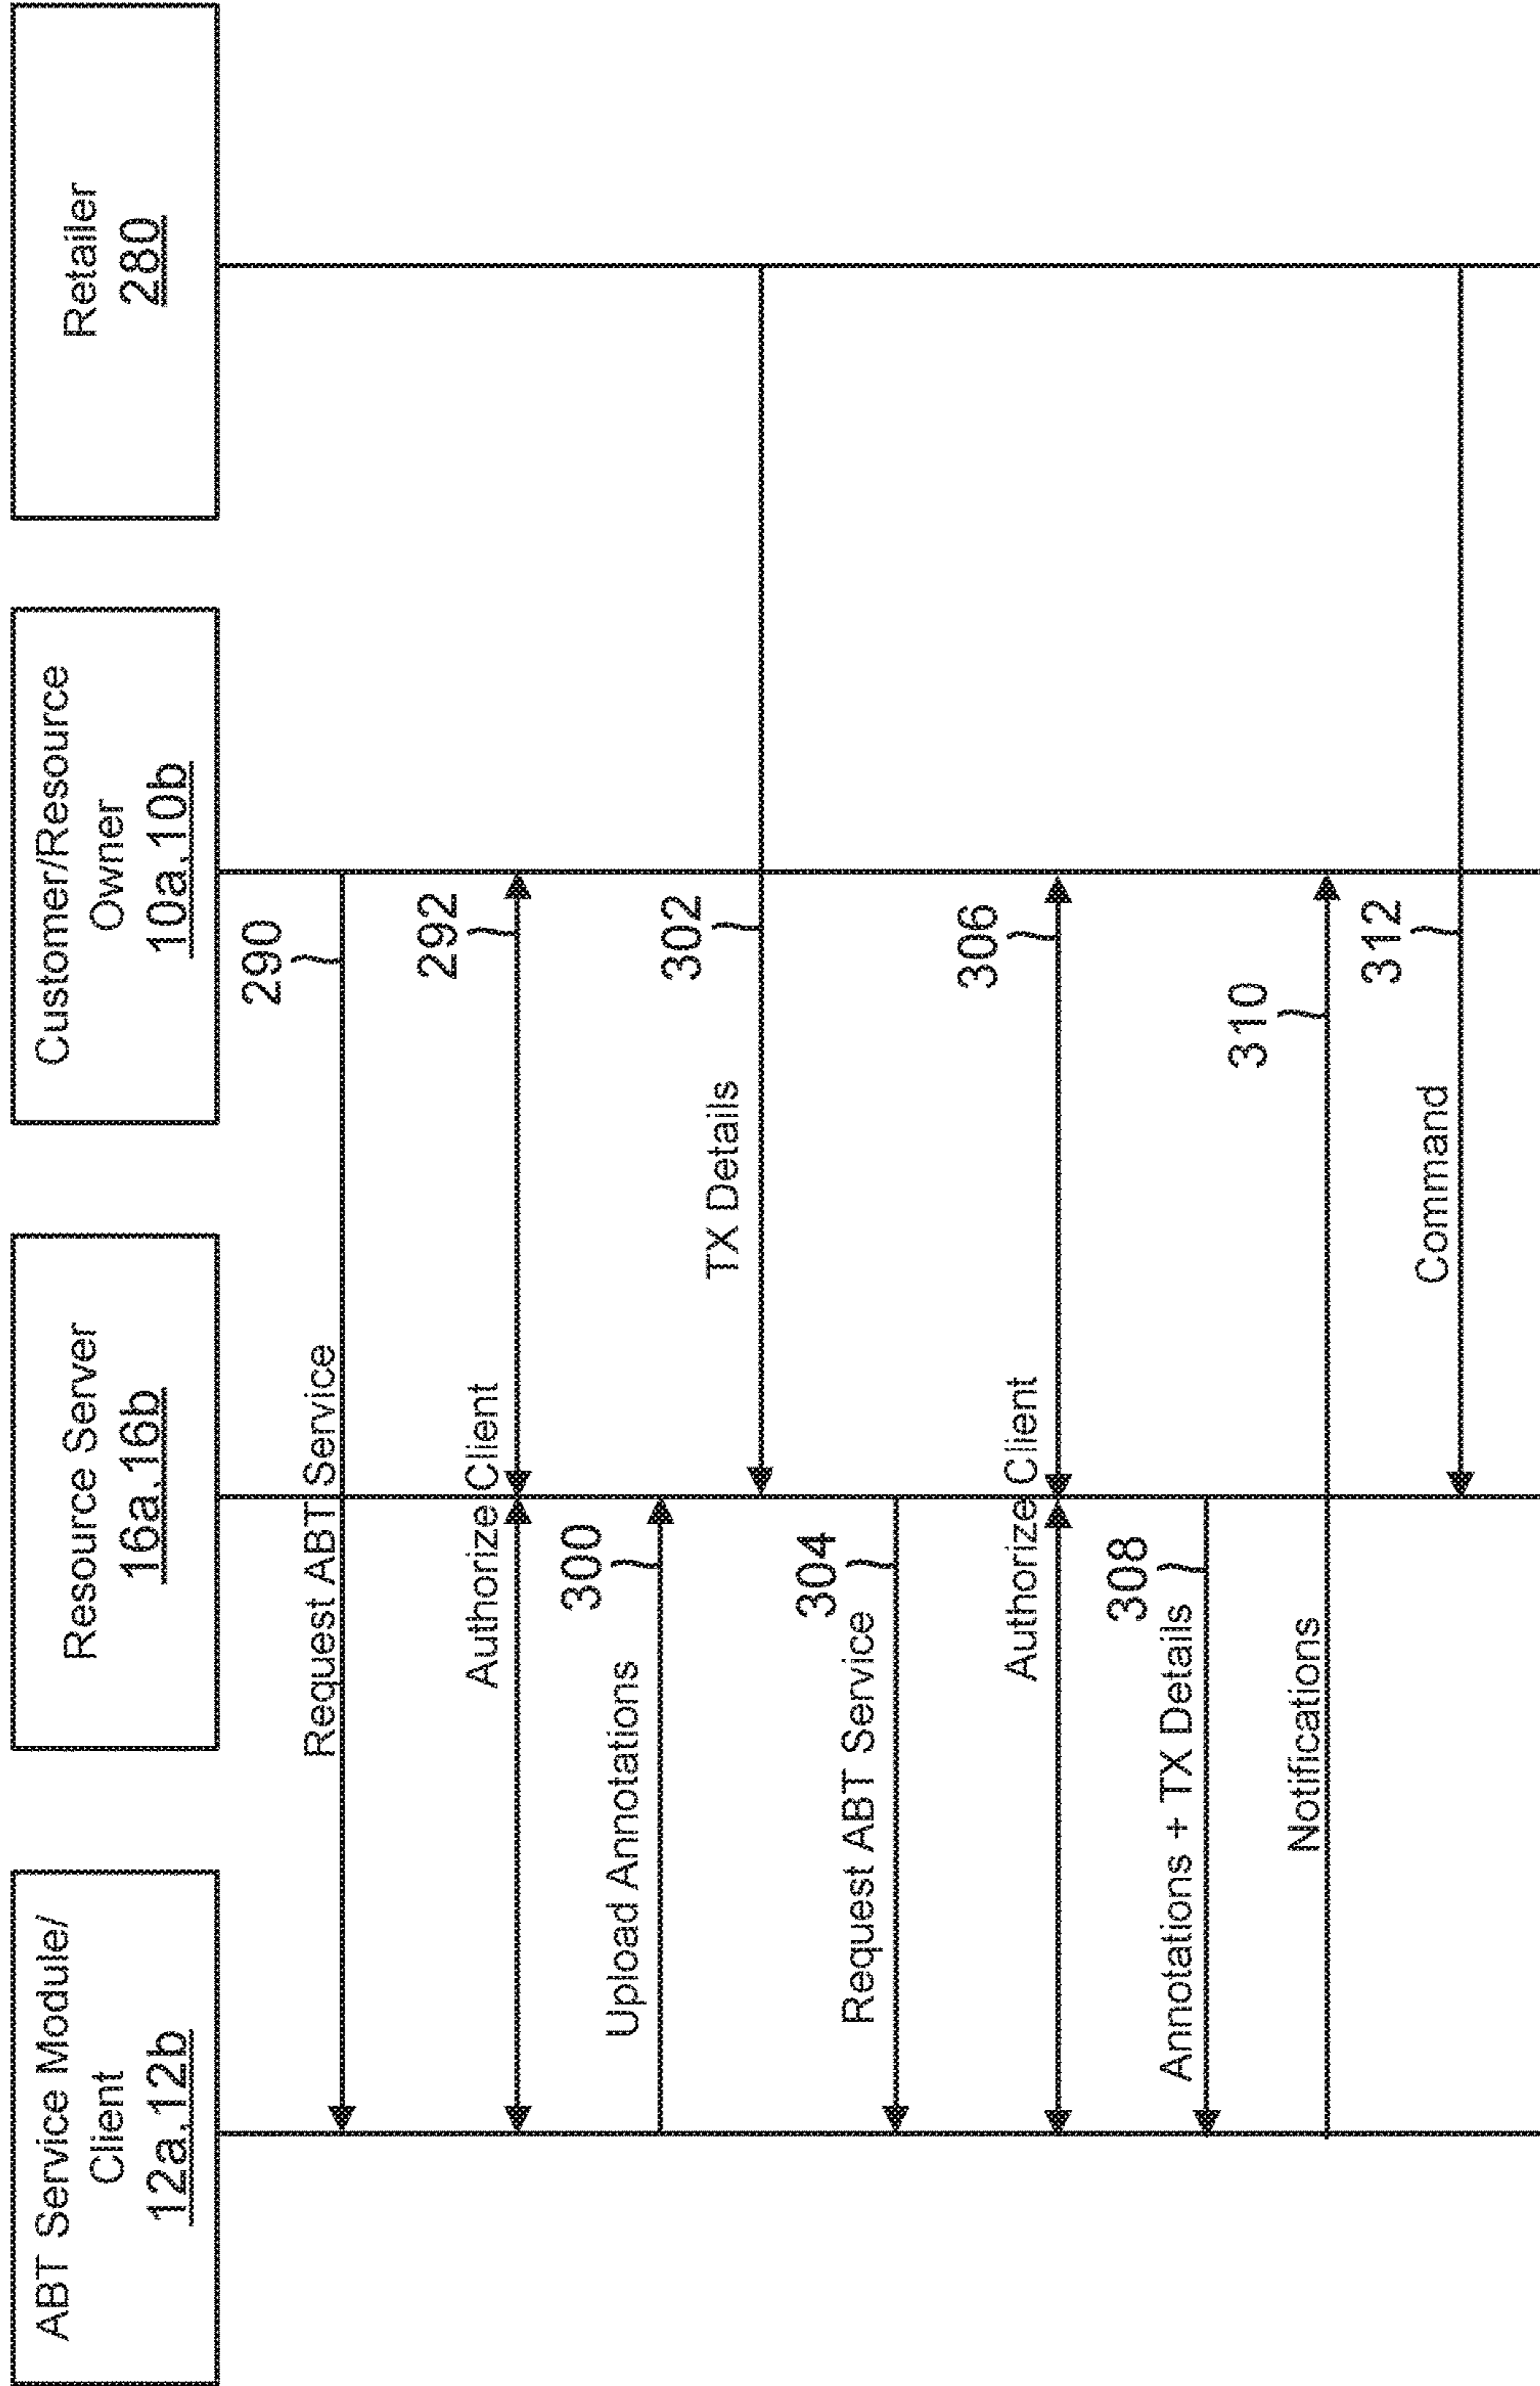 ABT Service Module/
Client
12a,12b
Resource Server
16a,16b
Customer/Resource
Owner
10a,10b
Retailer
280
290
Request ABT Service
292
Authorize Client
300
Upload Annotations
302
TX Details
304
Request ABT Service
306
Authorize Client
308
Annotations + TX Details
310
Notifications
312
Command